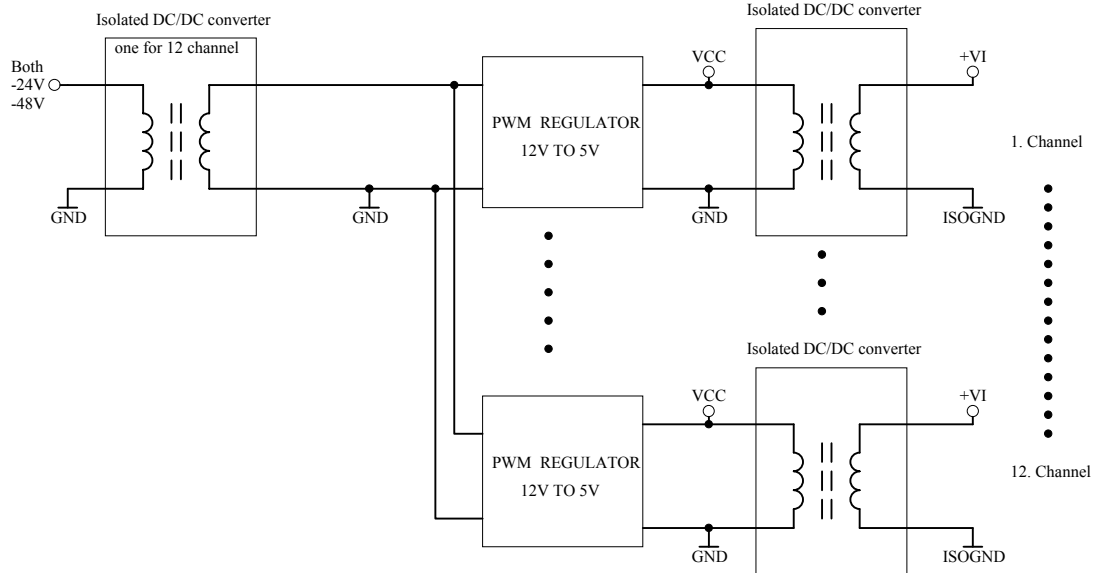 Isolated DC/DC converter
one for 12 channel
Both
-24V
-48V
GND
GND
PWM REGULATOR
12V TO 5V
VCC
GND
Isolated DC/DC converter
+VI
ISOGND
1. Channel
PWM REGULATOR
12V TO 5V
VCC
GND
Isolated DC/DC converter
+VI
ISOGND
12. Channel